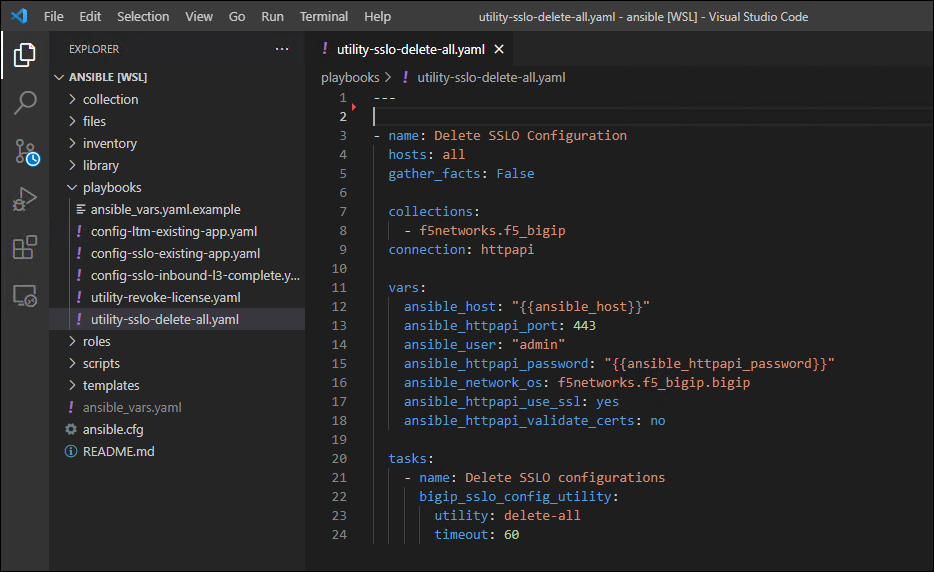 File Edit Selection View Go Run Terminal Help utility-sslo-delete-all.yaml - ansible [WSL] - Visual Studio Code
EXPLORER ...
ANSIBLE [WSL]
collection
files
inventory
library
playbooks
ansible_vars.yaml.example
! config-ltm-existing-app.yaml
! config-sslo-existing-app.yaml
! config-sslo-inbound-l3-complete.y...
! utility-revoke-license.yaml
! utility-sslo-delete-all.yaml
roles
scripts
templates
! ansible_vars.yaml
ansible.cfg
README.md
! utility-sslo-delete-all.yaml
playbooks > ! utility-sslo-delete-all.yaml
1 ---
2
3 - name: Delete SSLO Configuration
4 hosts: all
5 gather_facts: False
6
7 collections:
8 - f5networks.f5_bigip
9 connection: httpapi
10
11 vars:
12 ansible_host: "{{ansible_host}}"
13 ansible_httpapi_port: 443
14 ansible_user: "admin"
15 ansible_httpapi_password: "{{ansible_httpapi_password}}"
16 ansible_network_os: f5networks.f5_bigip.bigip
17 ansible_httpapi_use_ssl: yes
18 ansible_httpapi_validate_certs: no
19
20 tasks:
21 - name: Delete SSLO configurations
22 bigip_sslo_config_utility:
23 utility: delete-all
24 timeout: 60